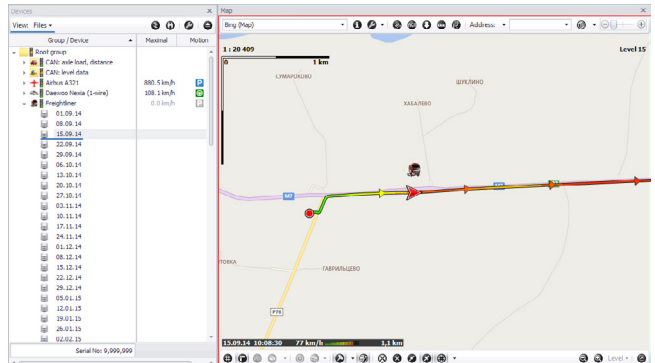 Devices
View: Files
Group / Device Maximal Motion
Root group
CAN: axle load, distance
CAN: level data
Airbus A321 880.5 km/h P
Daewoo Nexia (1-wire) 108.1 km/h
Freightliner 0.0 km/h P
01.09.14
08.09.14
15.09.14
22.09.14
29.09.14
06.10.14
13.10.14
20.10.14
27.10.14
03.11.14
10.11.14
17.11.14
24.11.14
01.12.14
08.12.14
15.12.14
22.12.14
29.12.14
05.01.15
12.01.15
19.01.15
26.01.15
02.02.15
Serial No: 9,999,999
Map
Bing (Map) Address:
1 : 20 409 Level 15
0 1 km
СУМАРОКОВО
ШУКЛИНО
ХАБАЛЕВО
M7
ТОВКА
ГАВРИЛЬЦЕВО
P76
15.09.14 10:08:30 77 km/h 1,1 km
Level